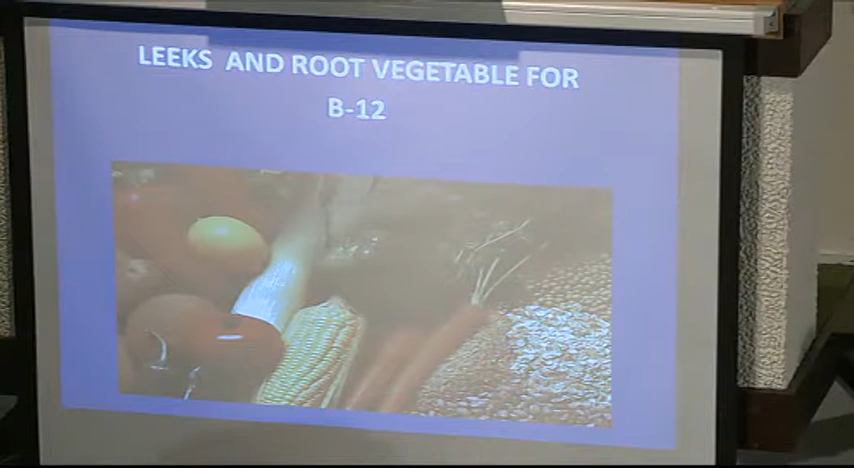 LEEKS AND ROOT VEGETABLE FOR
B-12